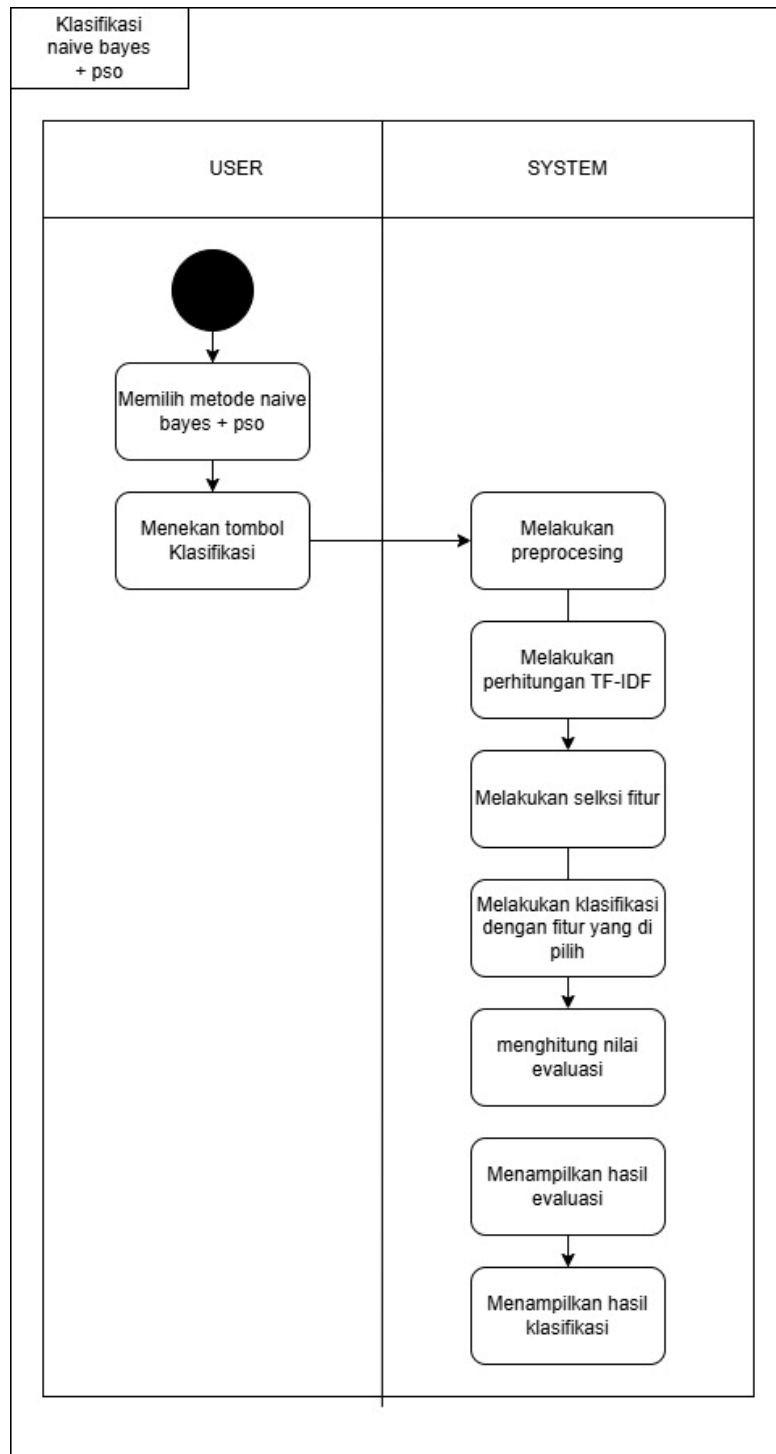 Klasifikasi
naive bayes
+ pso
USER
SYSTEM
Memilih metode naive
bayes + pso
Menekan tombol
Klasifikasi
Melakukan
preprocesing
Melakukan
perhitungan TF-IDF
Melakukan selksi fitur
Melakukan klasifikasi
dengan fitur yang di
pilih
menghitung nilai
evaluasi
Menampilkan hasil
evaluasi
Menampilkan hasil
klasifikasi